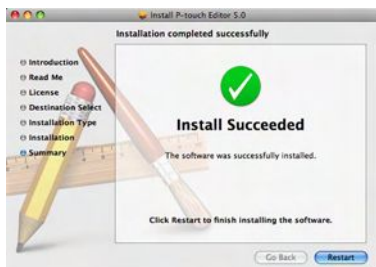 Install P-touch Editor 5.0
Installation completed successfully
Introduction
Read Me
License
Destination Select
Installation Type
Installation
Summary
Install Succeeded
The software was successfully installed.
Click Restart to finish installing the software.
Go Back
Restart